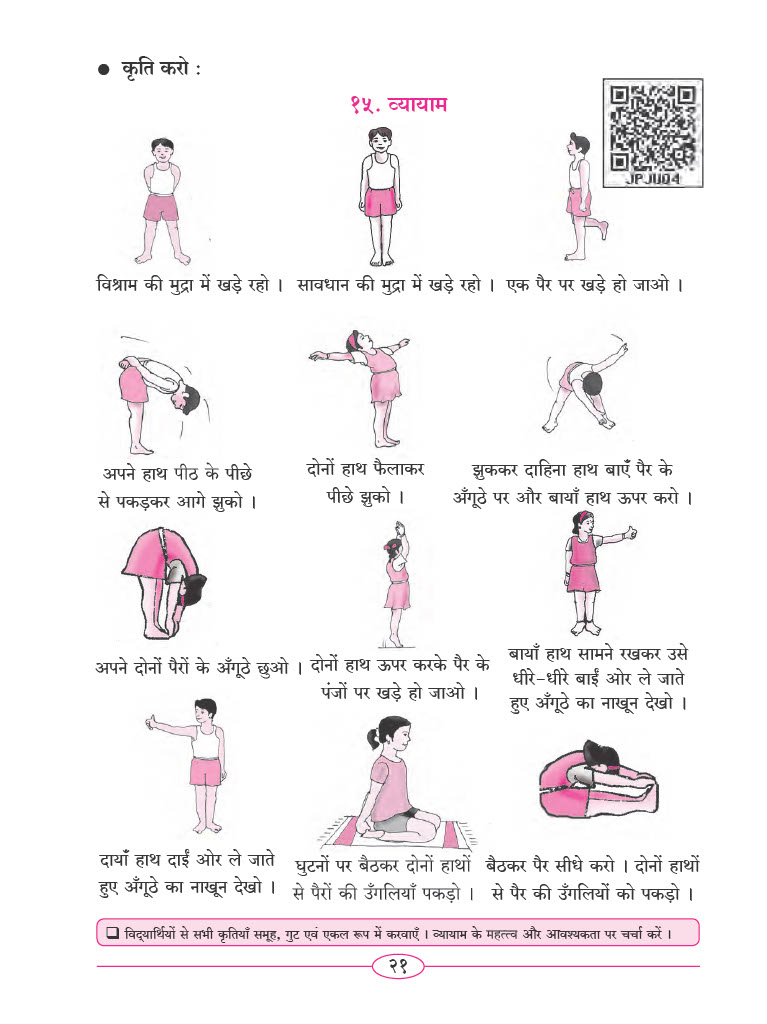 ● कृति करो :
१५. व्यायाम
JPJUQ4
विश्राम की मुद्रा में खड़े रहो ।
सावधान की मुद्रा में खड़े रहो ।
एक पैर पर खड़े हो जाओ ।
अपने हाथ पीठ के पीछे
से पकड़कर आगे झुको ।
दोनों हाथ फैलाकर
पीछे झुको ।
झुककर दाहिना हाथ बाएँ पैर के
अँगूठे पर और बायाँ हाथ ऊपर करो ।
अपने दोनों पैरों के अँगूठे छुओ ।
दोनों हाथ ऊपर करके पैर के
पंजों पर खड़े हो जाओ ।
बायाँ हाथ सामने रखकर उसे
धीरे-धीरे बाईं ओर ले जाते
हुए अँगूठे का नाखून देखो ।
दायाँ हाथ दाईं ओर ले जाते
हुए अँगूठे का नाखून देखो ।
घुटनों पर बैठकर दोनों हाथों
से पैरों की उँगलियाँ पकड़ो ।
बैठकर पैर सीधे करो । दोनों हाथों
से पैर की उँगलियों को पकड़ो ।
❑ विद्‌यार्थियों से सभी कृतियाँ समूह, गुट एवं एकल रूप में करवाएँ । व्यायाम के महत्त्व और आवश्यकता पर चर्चा करें ।
२१